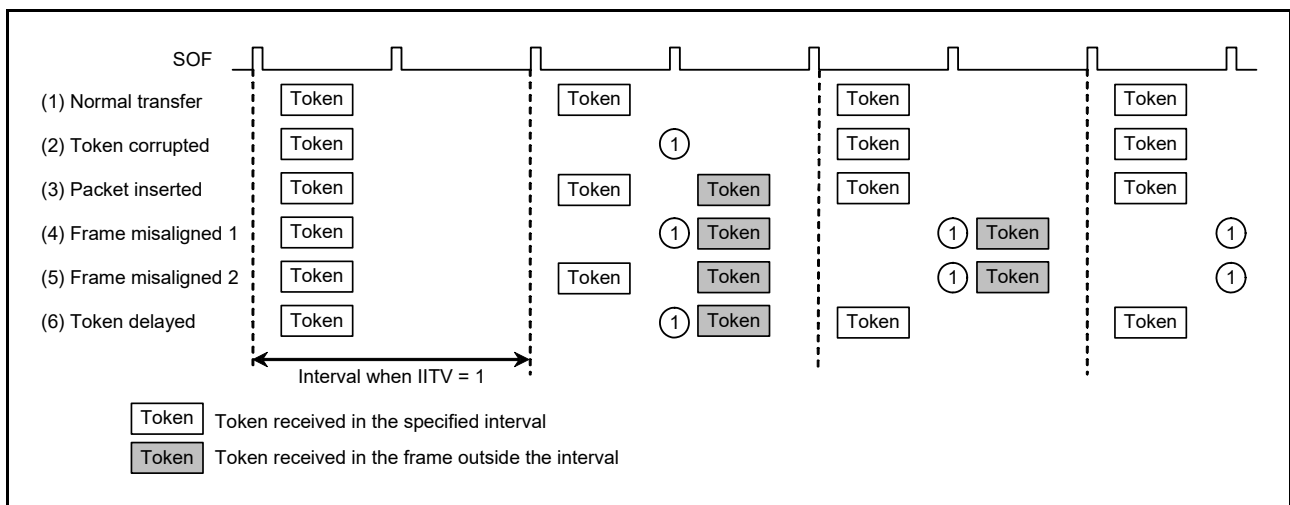 SOF
(1) Normal transfer Token Token Token Token
(2) Token corrupted Token 1 Token Token
(3) Packet inserted Token Token Token Token Token
(4) Frame misaligned 1 Token 1 Token 1 Token 1
(5) Frame misaligned 2 Token Token Token 1 Token 1
(6) Token delayed Token 1 Token Token Token
Interval when IITV = 1
Token Token received in the specified interval
Token Token received in the frame outside the interval